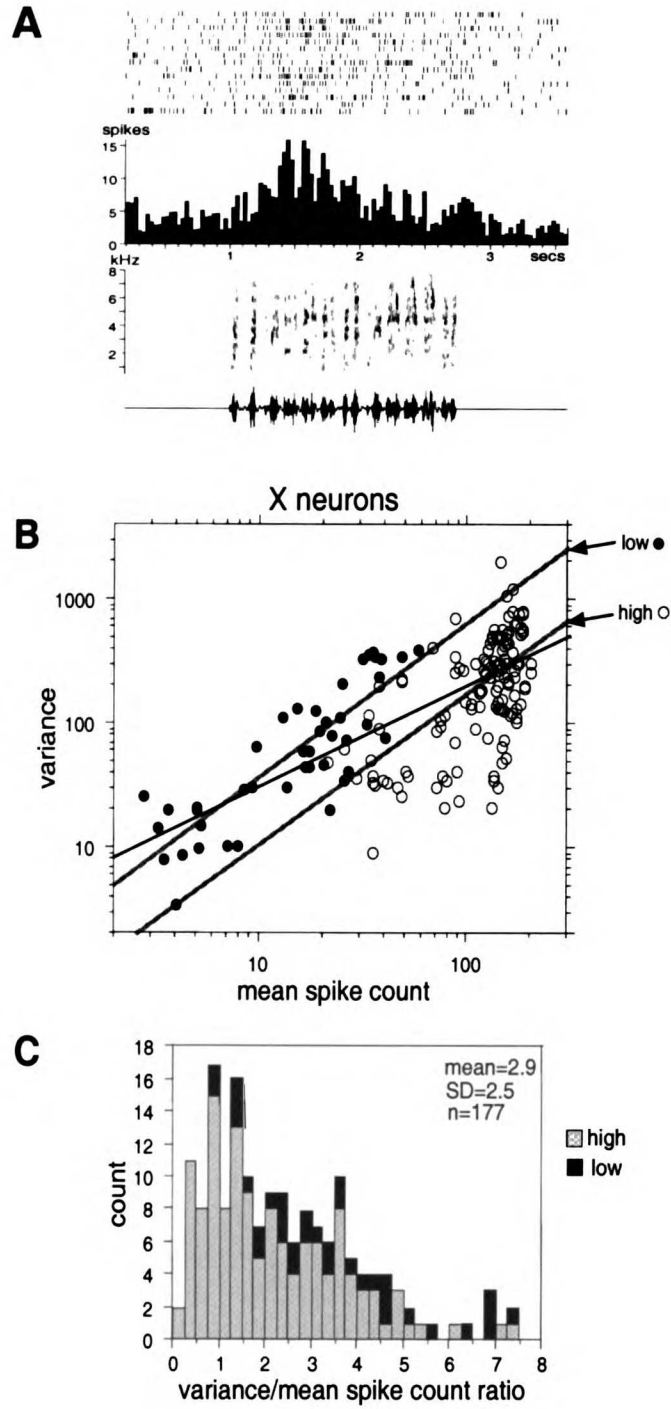 A
spikes
15
10
5
0
1 2 3 secs
kHz
8
6
4
2
X neurons
B
low
high
1000
100
10
variance
10 100
mean spike count
C
18
16
14
12
10
8
6
4
2
0
count
mean=2.9
SD=2.5
n=177
high
low
0 1 2 3 4 5 6 7 8
variance/mean spike count ratio